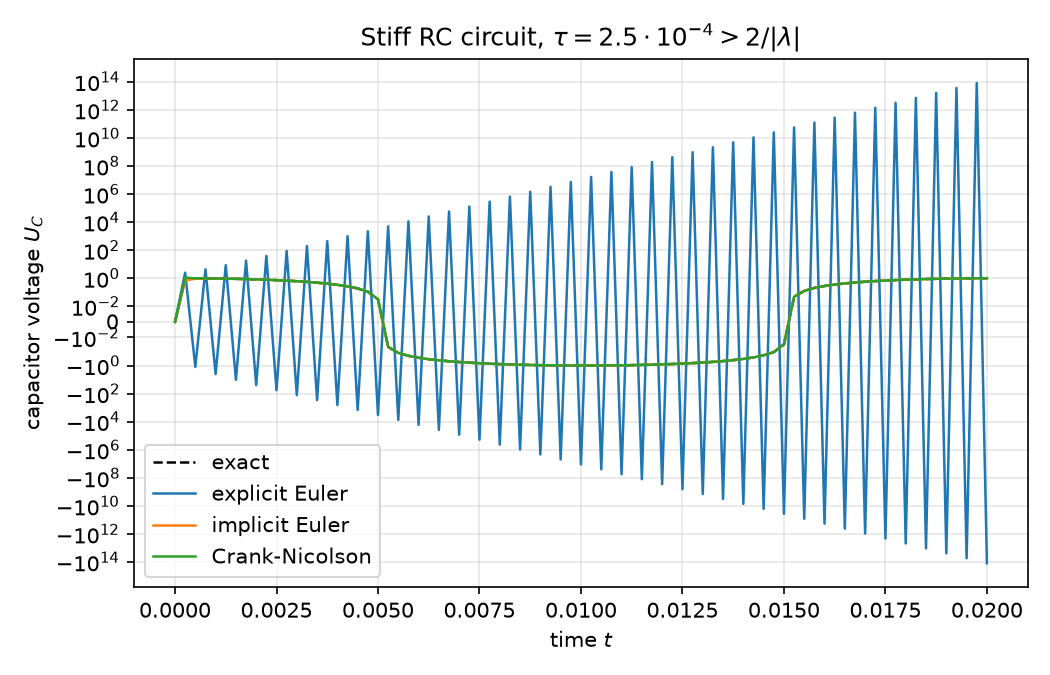 Stiff RC circuit, τ = 2.5 · 10⁻⁴ > 2/|λ|
capacitor voltage U_C
10¹⁴
10¹²
10¹⁰
10⁸
10⁶
10⁴
10²
10⁰
10⁻²
0
−10⁻²
−10⁰
−10²
−10⁴
−10⁶
−10⁸
−10¹⁰
−10¹²
−10¹⁴
exact
explicit Euler
implicit Euler
Crank-Nicolson
0.0000 0.0025 0.0050 0.0075 0.0100 0.0125 0.0150 0.0175 0.0200
time t